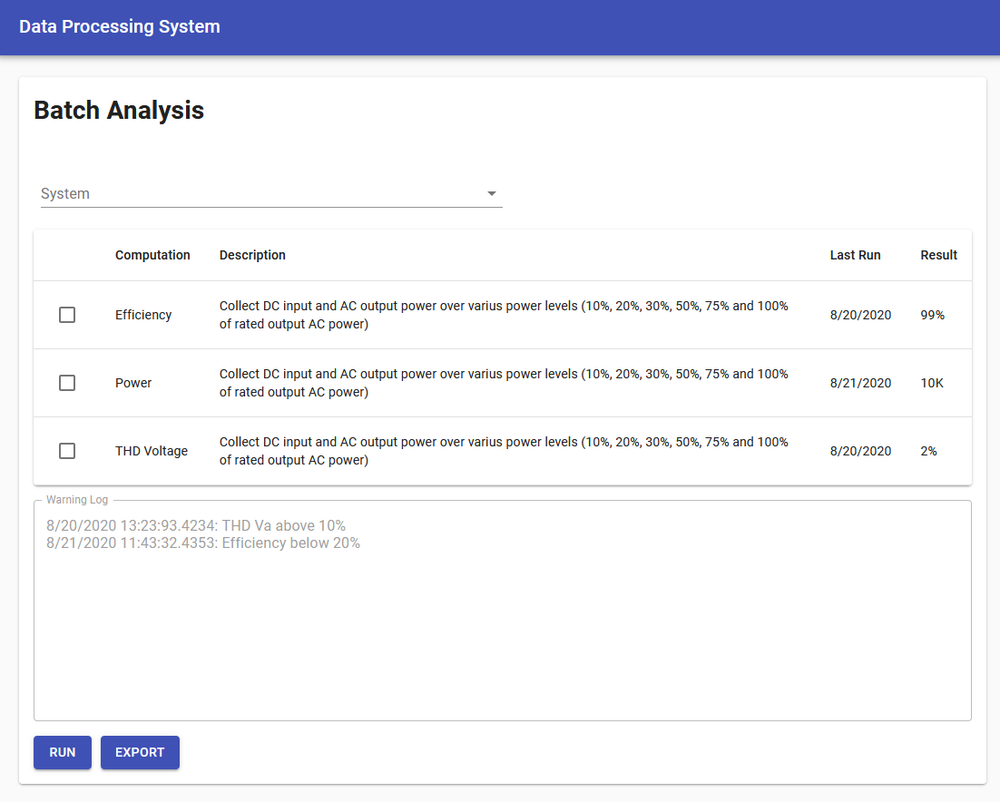 Data Processing System
Batch Analysis
System
Computation Description Last Run Result
Efficiency Collect DC input and AC output power over varius power levels (10%, 20%, 30%, 50%, 75% and 100% 8/20/2020 99%
of rated output AC power)
Power Collect DC input and AC output power over varius power levels (10%, 20%, 30%, 50%, 75% and 100% 8/21/2020 10K
of rated output AC power)
THD Voltage Collect DC input and AC output power over varius power levels (10%, 20%, 30%, 50%, 75% and 100% 8/20/2020 2%
of rated output AC power)
Warning Log
8/20/2020 13:23:93.4234: THD Va above 10%
8/21/2020 11:43:32.4353: Efficiency below 20%
RUN EXPORT